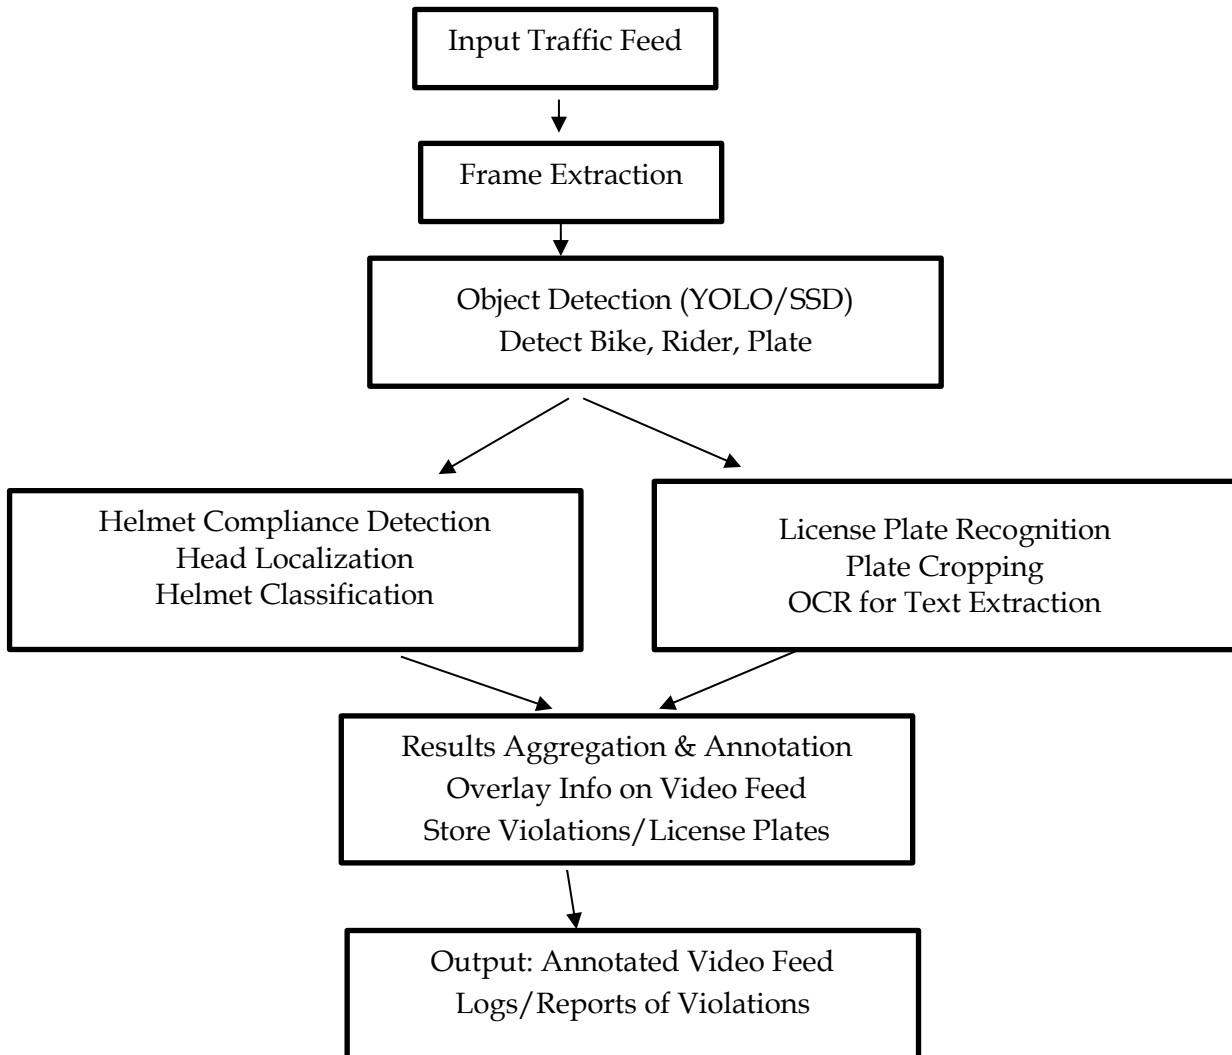 Input Traffic Feed
Frame Extraction
Object Detection (YOLO/SSD)
Detect Bike, Rider, Plate
Helmet Compliance Detection
Head Localization
Helmet Classification
License Plate Recognition
Plate Cropping
OCR for Text Extraction
Results Aggregation & Annotation
Overlay Info on Video Feed
Store Violations/License Plates
Output: Annotated Video Feed
Logs/Reports of Violations